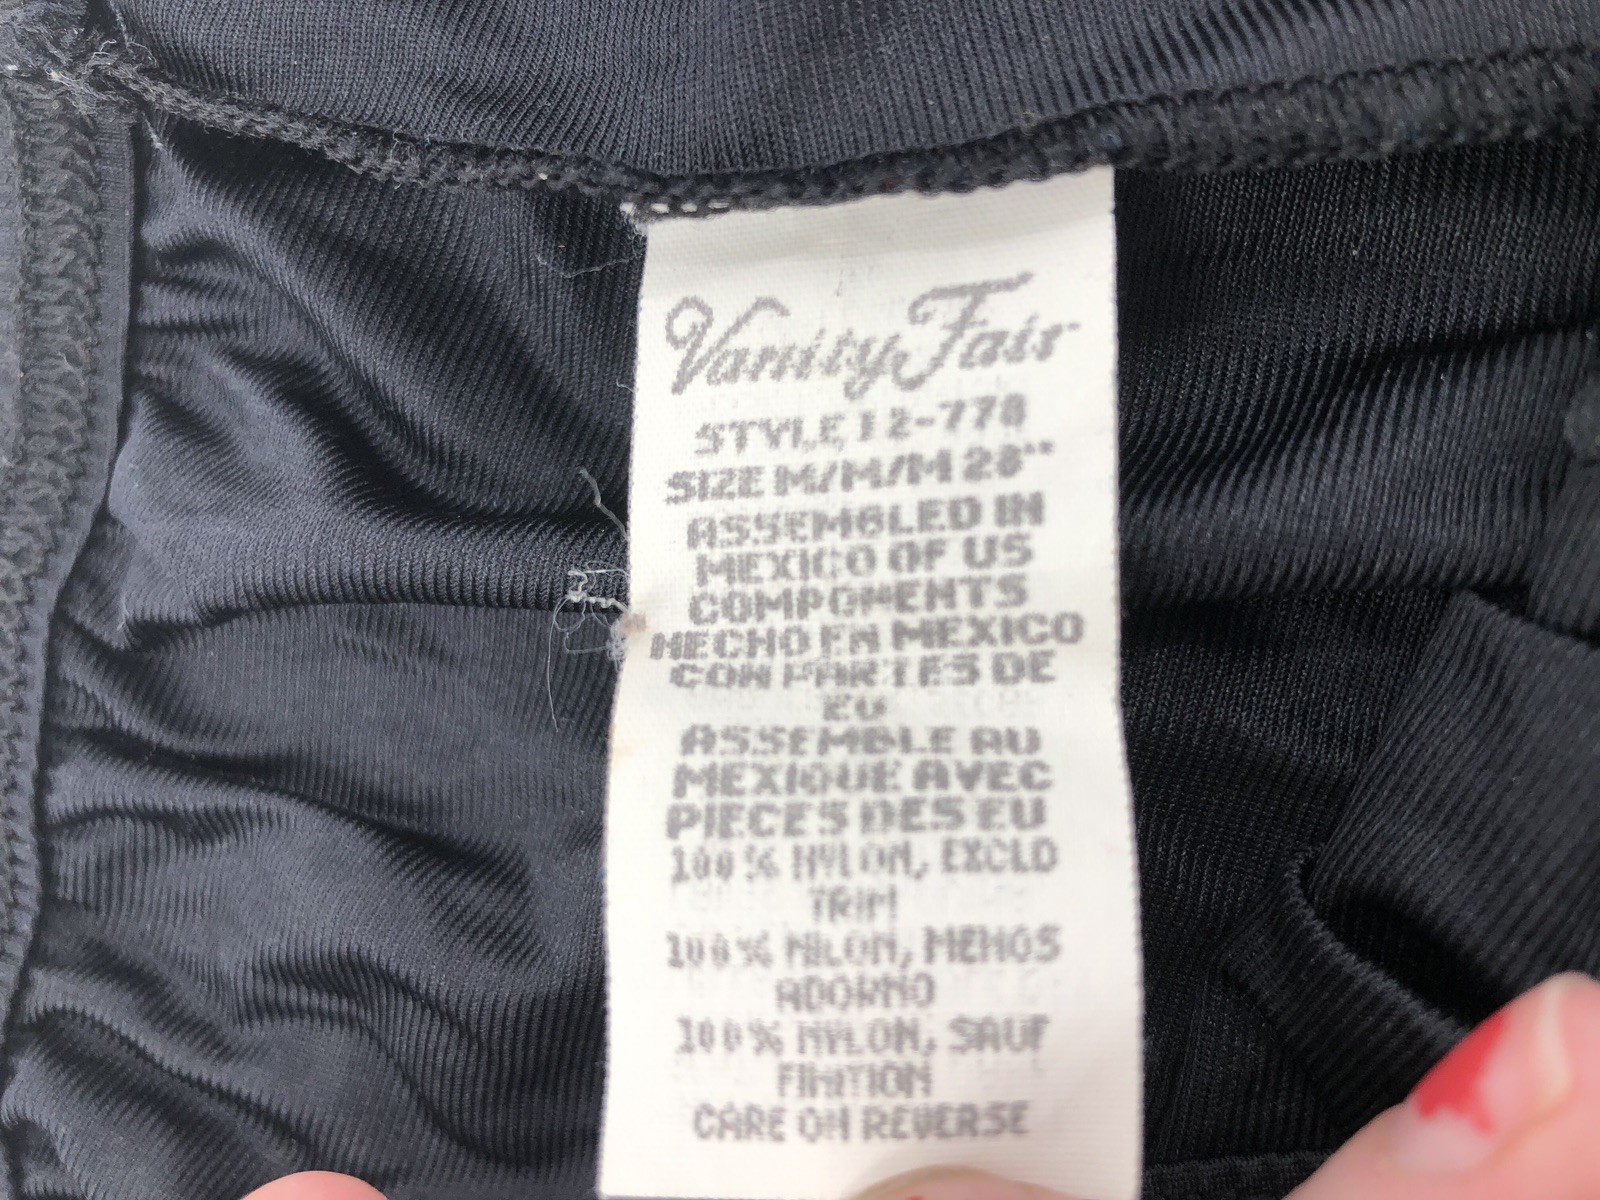 Vanity Fair
STYLE 12-778
SIZE M/M/M 28"
ASSEMBLED IN
MEXICO OF US
COMPONENTS
HECHO EN MEXICO
CON PARTES DE
EU
ASSEMBLE AU
MEXIQUE AVEC
PIECES DES EU
100% NYLON, EXCLD
TRIM
100% NILON, MENOS
ADORNO
100% NYLON, SAUF
FINITION
CARE ON REVERSE